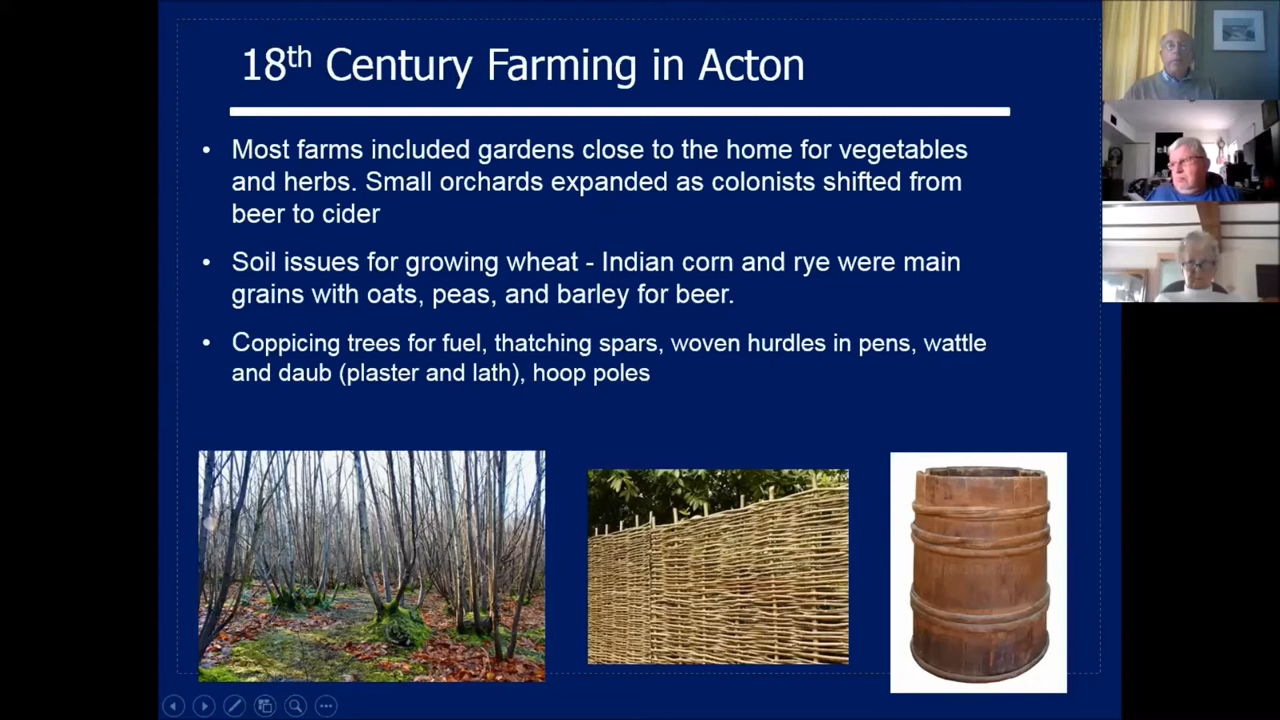 18th Century Farming in Acton
• Most farms included gardens close to the home for vegetables
and herbs. Small orchards expanded as colonists shifted from
beer to cider
• Soil issues for growing wheat - Indian corn and rye were main
grains with oats, peas, and barley for beer.
• Coppicing trees for fuel, thatching spars, woven hurdles in pens, wattle
and daub (plaster and lath), hoop poles